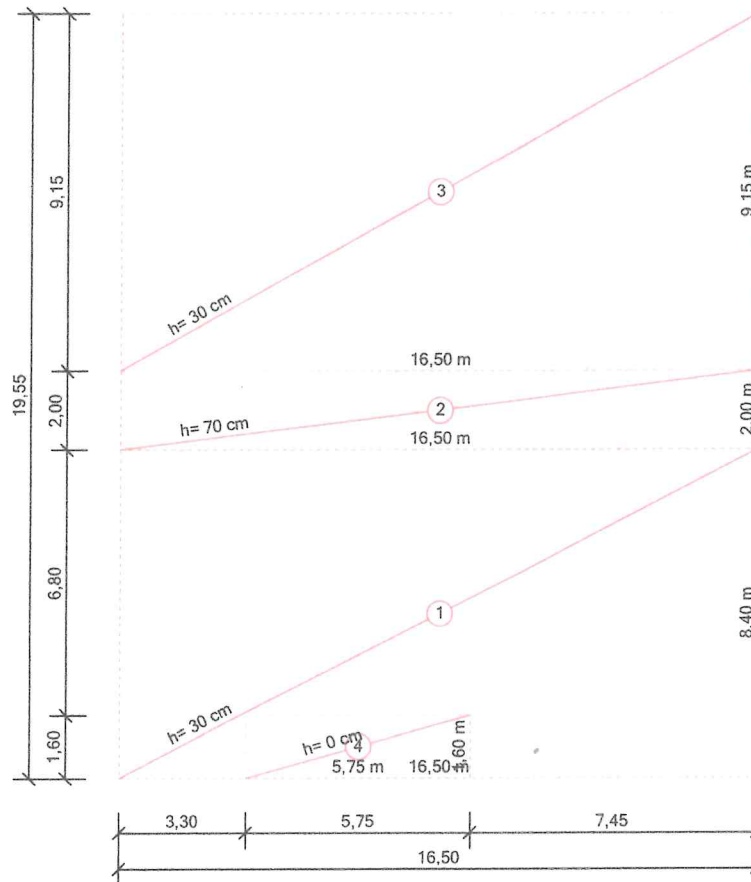 9,15
3
9,15 m
h= 30 cm
16,50 m
19,55
2,00
2
2,00 m
h= 70 cm
16,50 m
6,80
1
8,40 m
h= 30 cm
1,60
h= 0 cm
4
1,60 m
5,75 m
16,50 m
3,30
5,75
7,45
16,50